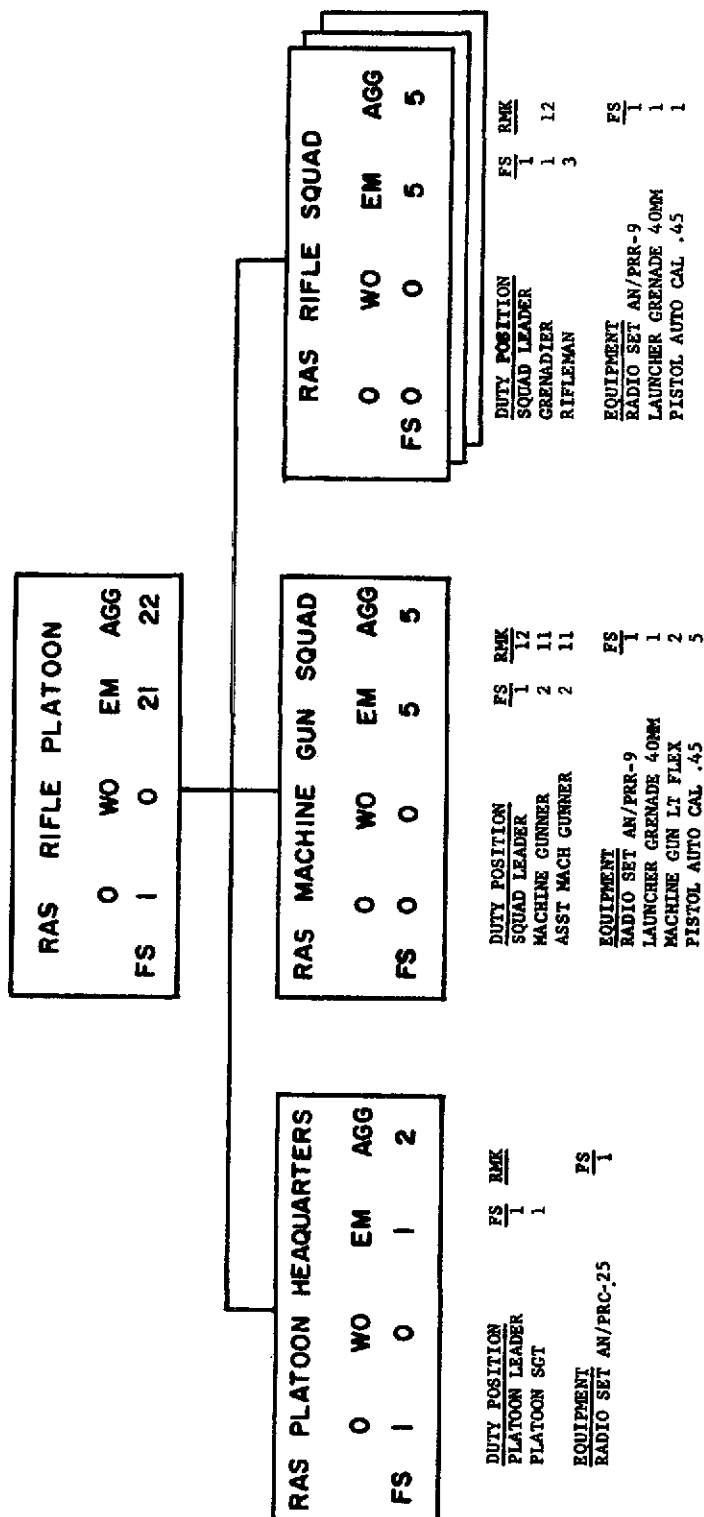 RAS RIFLE PLATOON
O WO EM AGG
FS 1 0 21 22
RAS PLATOON HEAQUARTERS
O WO EM AGG
FS 1 0 1 2
DUTY POSITION FS RMK
PLATOON LEADER 1
PLATOON SGT 1
EQUIPMENT FS
RADIO SET AN/PRC-25 1
RAS MACHINE GUN SQUAD
O WO EM AGG
FS 0 0 5 5
DUTY POSITION FS RMK
SQUAD LEADER 1 12
MACHINE GUNNER 2 11
ASST MACH GUNNER 2 11
EQUIPMENT FS
RADIO SET AN/PRR-9 1
LAUNCHER GRENADE 40MM 1
MACHINE GUN LT FLEX 2
PISTOL AUTO CAL .45 5
RAS RIFLE SQUAD
O WO EM AGG
FS 0 0 5 5
DUTY POSITION FS RMK
SQUAD LEADER 1
GRENADIER 1 12
RIFLEMAN 3
EQUIPMENT FS
RADIO SET AN/PRR-9 1
LAUNCHER GRENADE 40MM 1
PISTOL AUTO CAL .45 1